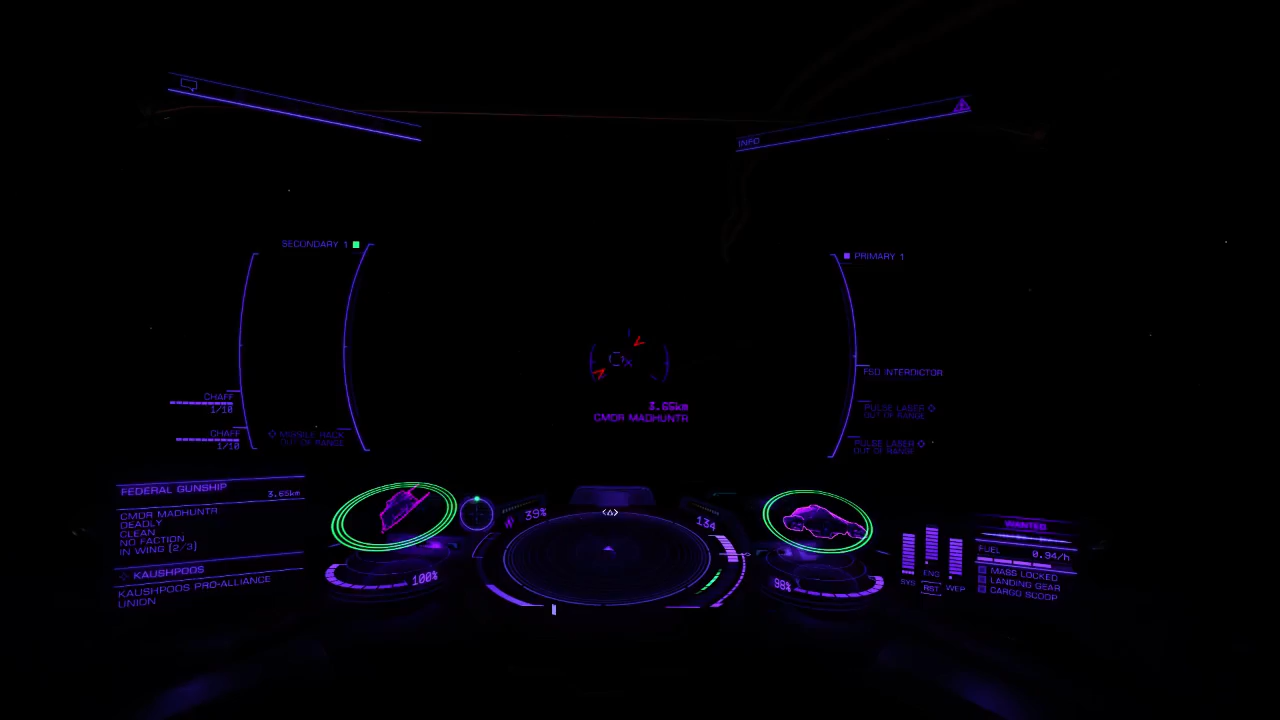 INFO
SECONDARY 1
PRIMARY 1
FSD INTERDICTOR
CHAFF
1/10
PULSE LASER
OUT OF RANGE
3.65km
CMDR MADHUNTR
CHAFF
1/10
MISSILE RACK
OUT OF RANGE
PULSE LASER
OUT OF RANGE
FEDERAL GUNSHIP
3.65km
CMDR MADHUNTR
DEADLY
CLEAN
NO FACTION
IN WING [2/3]
KAUSHPOOS
KAUSHPOOS PRO-ALLIANCE
UNION
39%
134
100%
98%
SYS
ENG
WEP
RST
WANTED
FUEL 0.94/h
MASS LOCKED
LANDING GEAR
CARGO SCOOP